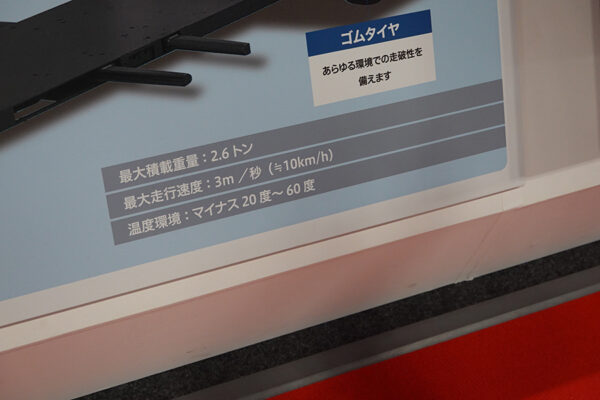 ゴムタイヤ
あらゆる環境での走破性を
備えます
最大積載重量：2.6トン
最大走行速度：3m／秒（≒10km/h）
温度環境：マイナス20度～60度